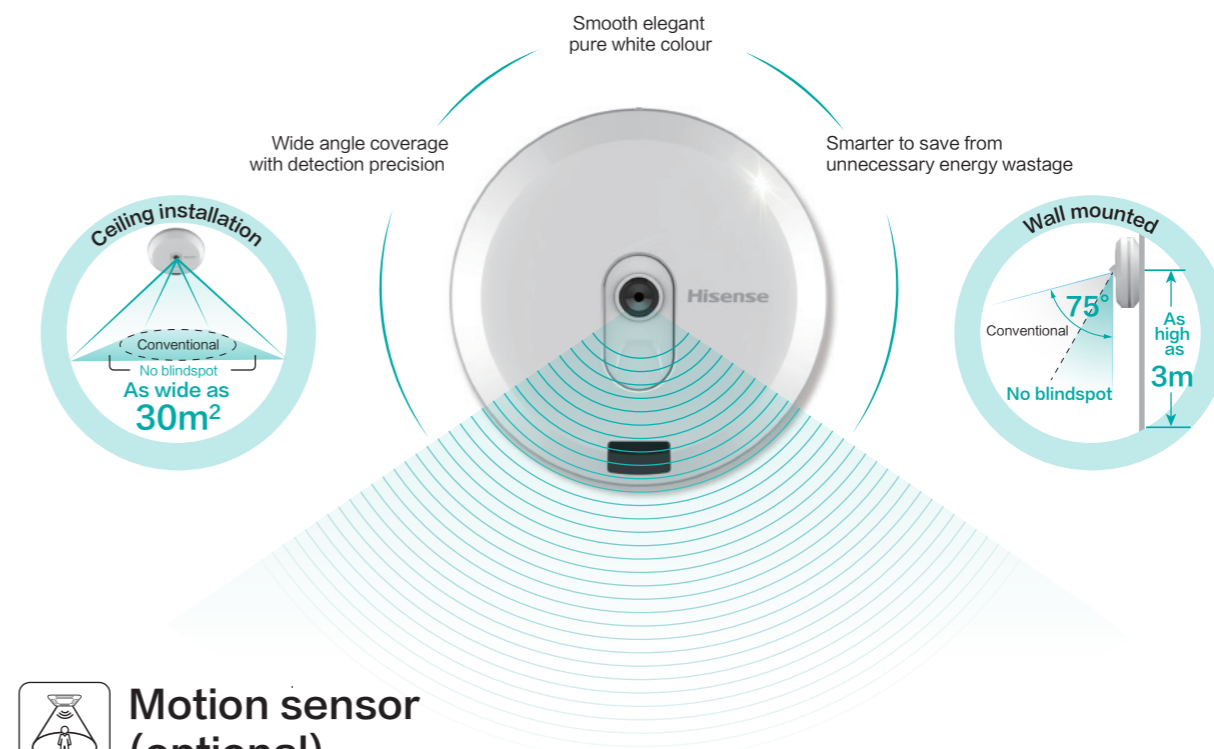 Smooth elegant
pure white colour
Wide angle coverage
with detection precision
Smarter to save from
unnecessary energy wastage
Ceiling installation
Conventional
No blindspot
As wide as
30m²
Hisense
Wall mounted
75°
Conventional
No blindspot
As
high
as
3m
Motion sensor
(optional)